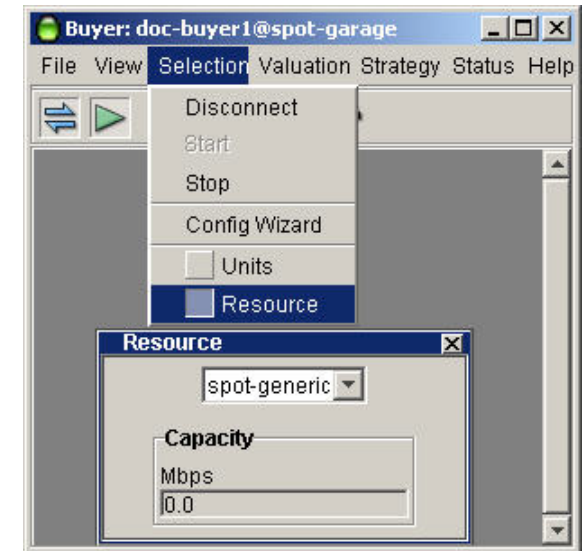 Buyer: doc-buyer1@spot-garage
File View Selection Valuation Strategy Status Help
Disconnect
Start
Stop
Config Wizard
Units
Resource
Resource
spot-generic
Capacity
Mbps
0.0